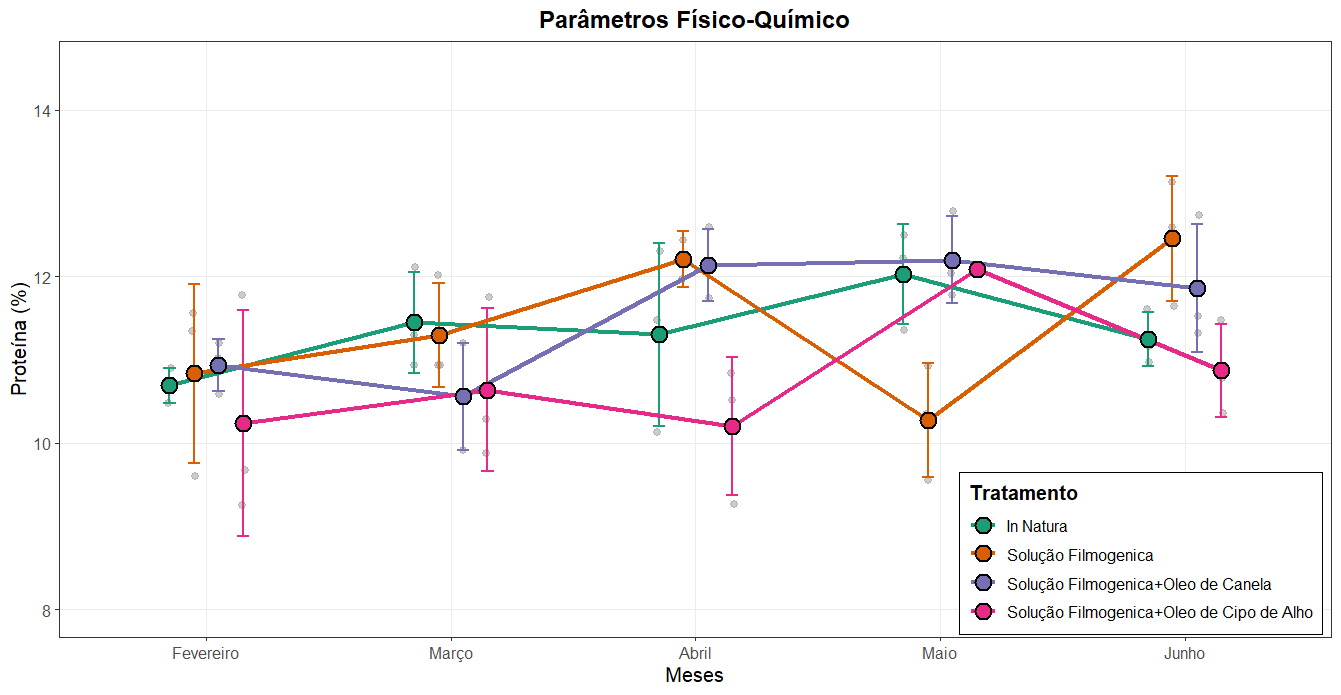 Parâmetros Físico-Químico
Proteína (%)
14
12
10
8
Tratamento
In Natura
Solução Filmogenica
Solução Filmogenica+Oleo de Canela
Solução Filmogenica+Oleo de Cipo de Alho
Fevereiro Março Abril Maio Junho
Meses